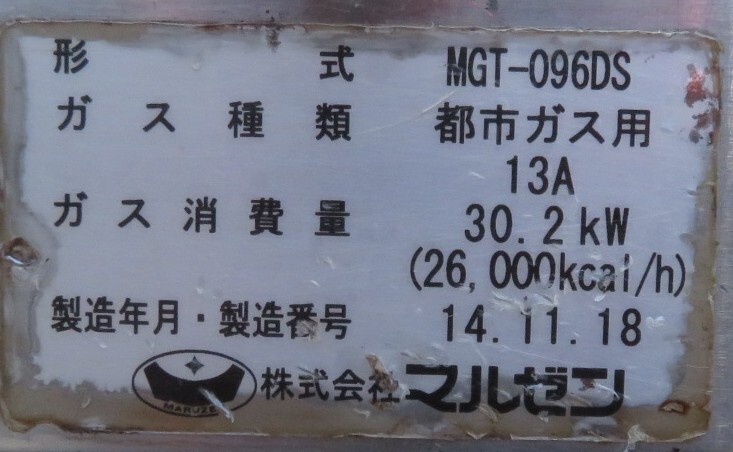 形式 MGT-096DS
ガス種類 都市ガス用
13A
ガス消費量 30.2kW
(26,000kcal/h)
製造年月・製造番号 14.11.18
MARUZE 株式会社マルゼン